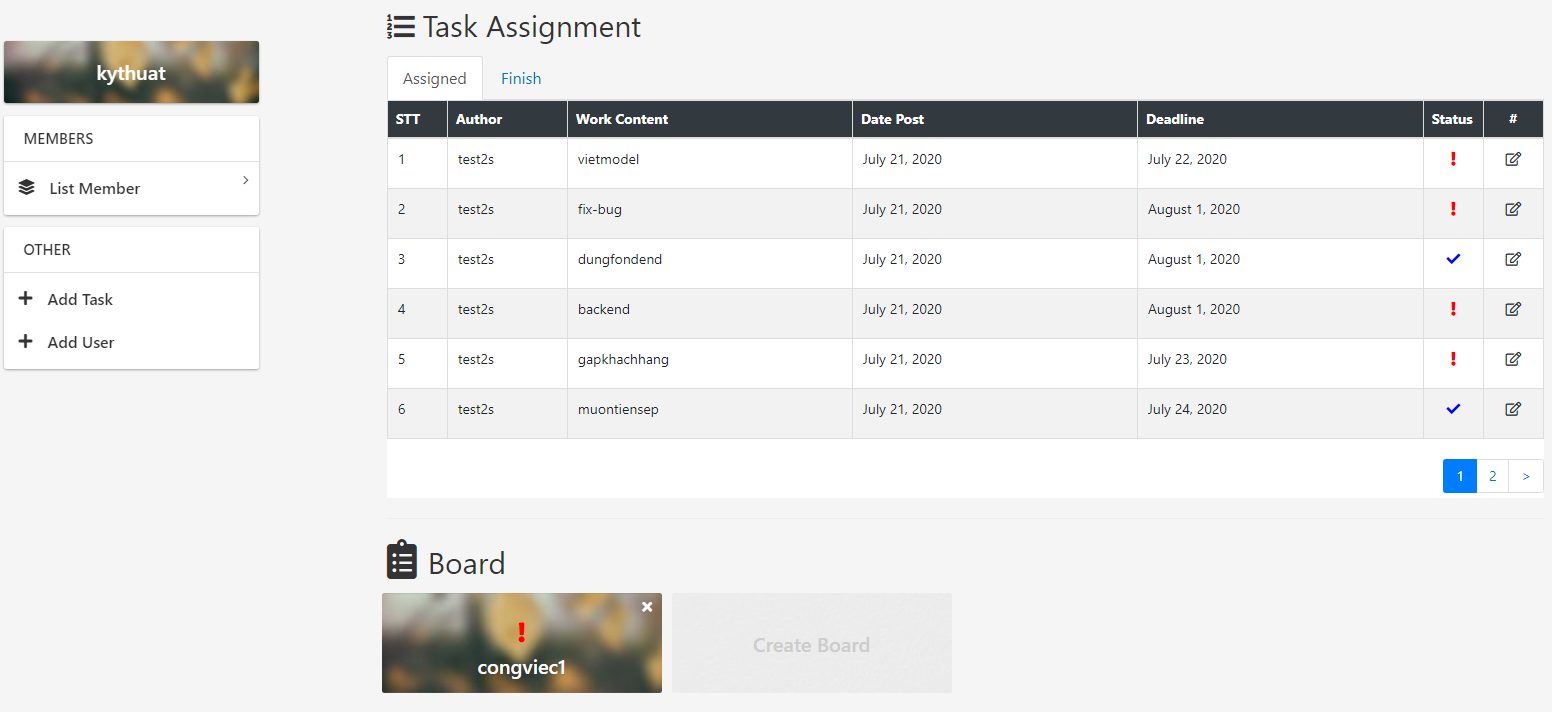 kythuat
MEMBERS
List Member
OTHER
Add Task
Add User
Task Assignment
Assigned Finish
STT Author Work Content Date Post Deadline Status #
1 test2s vietmodel July 21, 2020 July 22, 2020
2 test2s fix-bug July 21, 2020 August 1, 2020
3 test2s dungfondend July 21, 2020 August 1, 2020
4 test2s backend July 21, 2020 August 1, 2020
5 test2s gapkhachhang July 21, 2020 July 23, 2020
6 test2s muontiensep July 21, 2020 July 24, 2020
1 2 >
Board
congviec1
Create Board